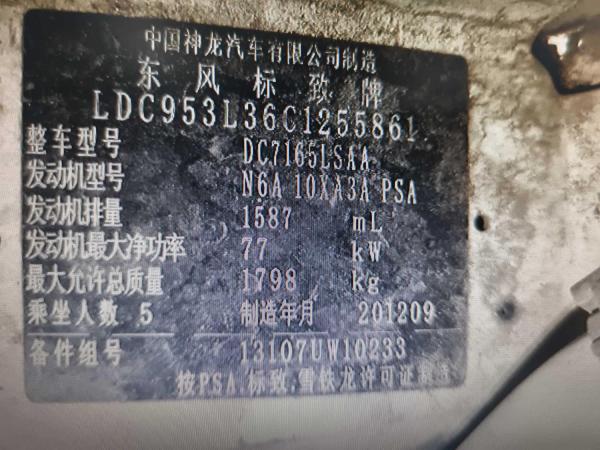 中国神龙汽车有限公司制造
东风标致牌
LDC953L36C1255861
整车型号 DC7165LSAA
发动机型号 N6A 10XA3A PSA
发动机排量 1587 mL
发动机最大净功率 77 kW
最大允许总质量 1798 kg
乘坐人数 5 制造年月 201209
备件组号 13107UW10233
按PSA.标致.雪铁龙许可证制造